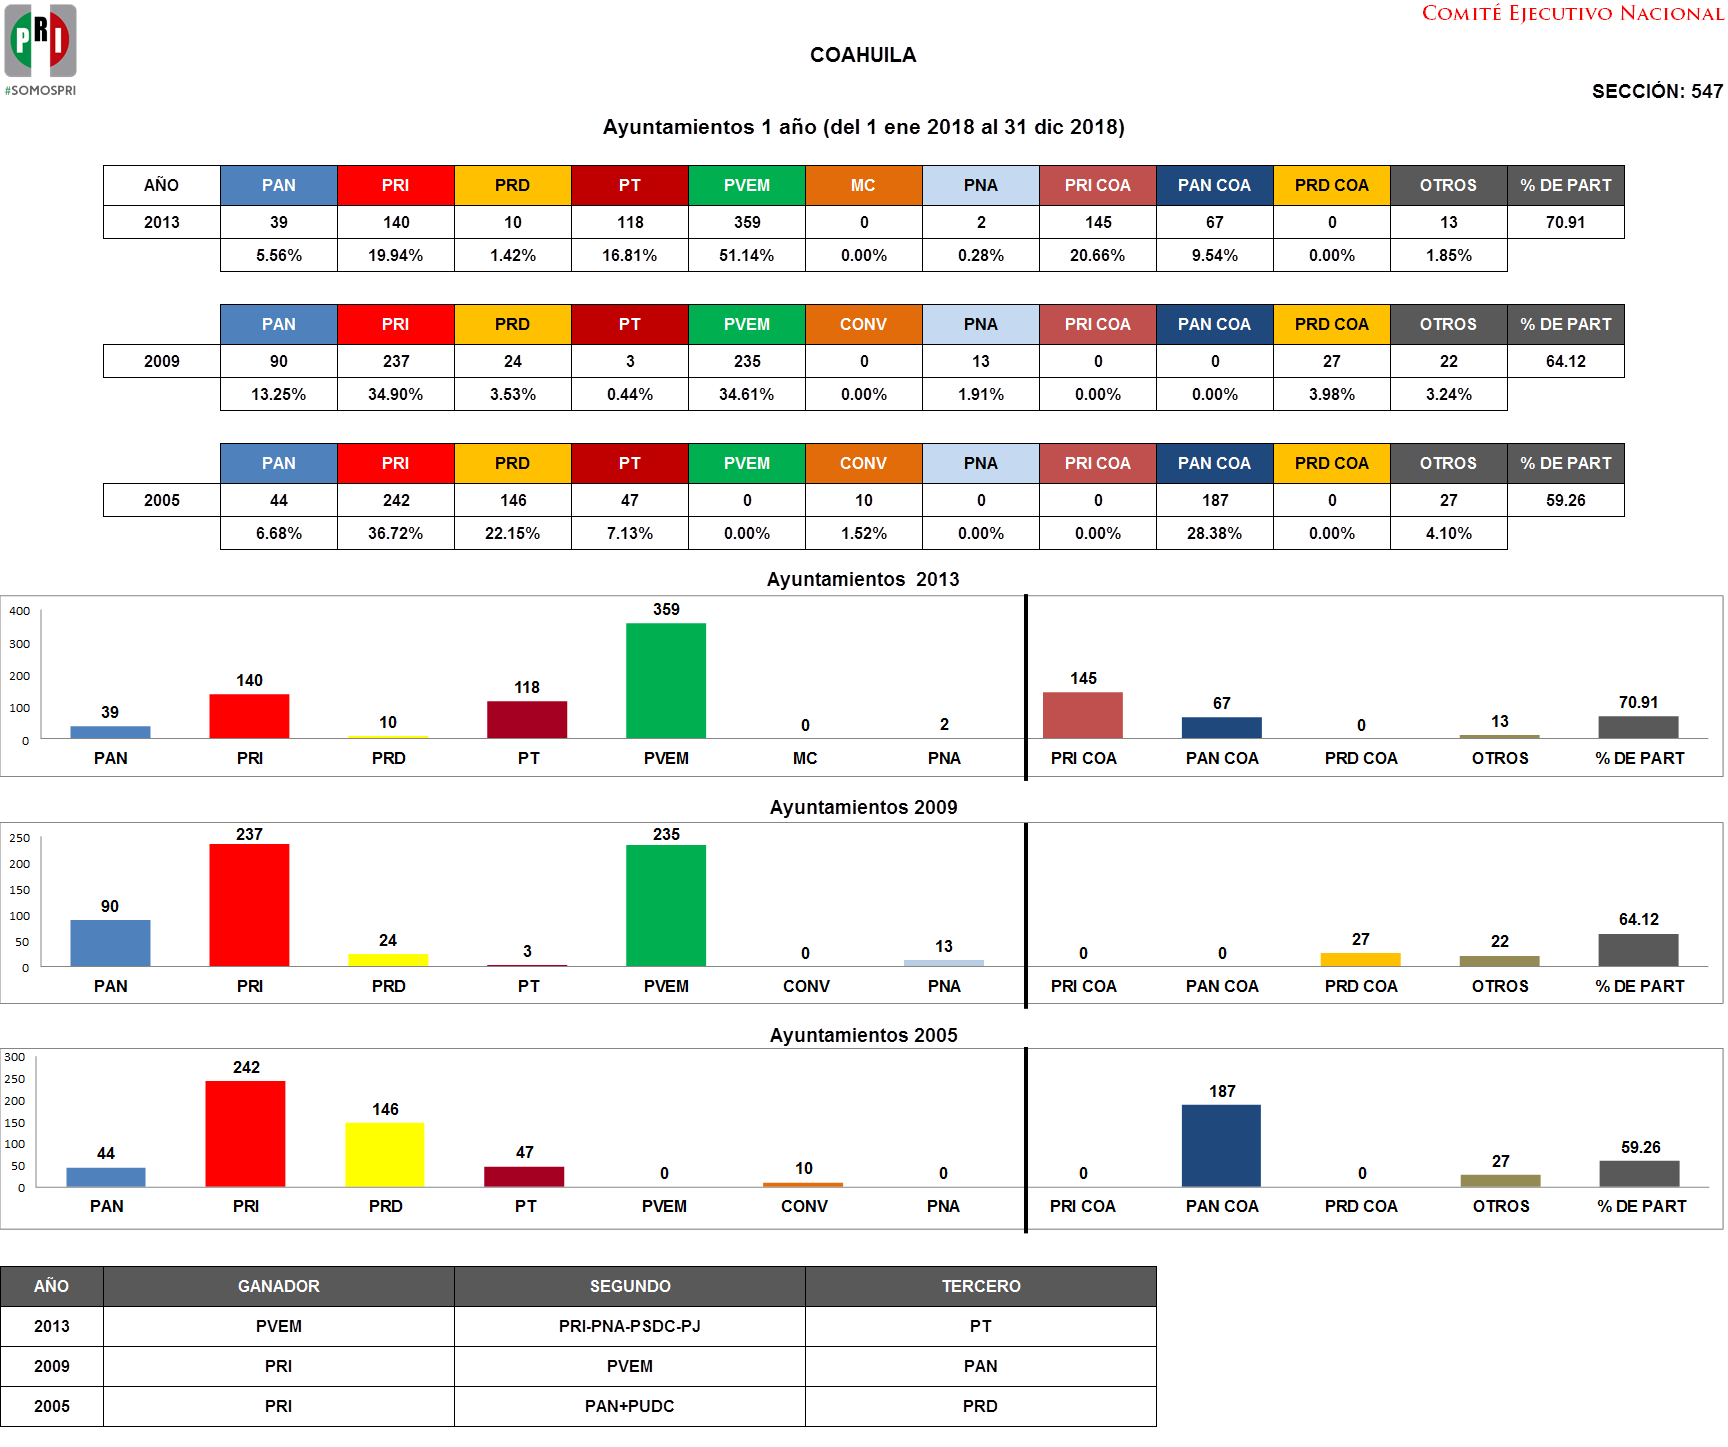 COMITÉ EJECUTIVO NACIONAL
PRI
#SOMOSPRI
COAHUILA
SECCIÓN: 547
Ayuntamientos 1 año (del 1 ene 2018 al 31 dic 2018)
AÑO PAN PRI PRD PT PVEM MC PNA PRI COA PAN COA PRD COA OTROS % DE PART
2013 39 140 10 118 359 0 2 145 67 0 13 70.91
5.56% 19.94% 1.42% 16.81% 51.14% 0.00% 0.28% 20.66% 9.54% 0.00% 1.85%
PAN PRI PRD PT PVEM CONV PNA PRI COA PAN COA PRD COA OTROS % DE PART
2009 90 237 24 3 235 0 13 0 0 27 22 64.12
13.25% 34.90% 3.53% 0.44% 34.61% 0.00% 1.91% 0.00% 0.00% 3.98% 3.24%
PAN PRI PRD PT PVEM CONV PNA PRI COA PAN COA PRD COA OTROS % DE PART
2005 44 242 146 47 0 10 0 0 187 0 27 59.26
6.68% 36.72% 22.15% 7.13% 0.00% 1.52% 0.00% 0.00% 28.38% 0.00% 4.10%
Ayuntamientos 2013
400
300
200
100
0
39 140 10 118 359 0 2 145 67 0 13 70.91
PAN PRI PRD PT PVEM MC PNA PRI COA PAN COA PRD COA OTROS % DE PART
Ayuntamientos 2009
250
200
150
100
50
0
90 237 24 3 235 0 13 0 0 27 22 64.12
PAN PRI PRD PT PVEM CONV PNA PRI COA PAN COA PRD COA OTROS % DE PART
Ayuntamientos 2005
300
250
200
150
100
50
0
44 242 146 47 0 10 0 0 187 0 27 59.26
PAN PRI PRD PT PVEM CONV PNA PRI COA PAN COA PRD COA OTROS % DE PART
AÑO GANADOR SEGUNDO TERCERO
2013 PVEM PRI-PNA-PSDC-PJ PT
2009 PRI PVEM PAN
2005 PRI PAN+PUDC PRD